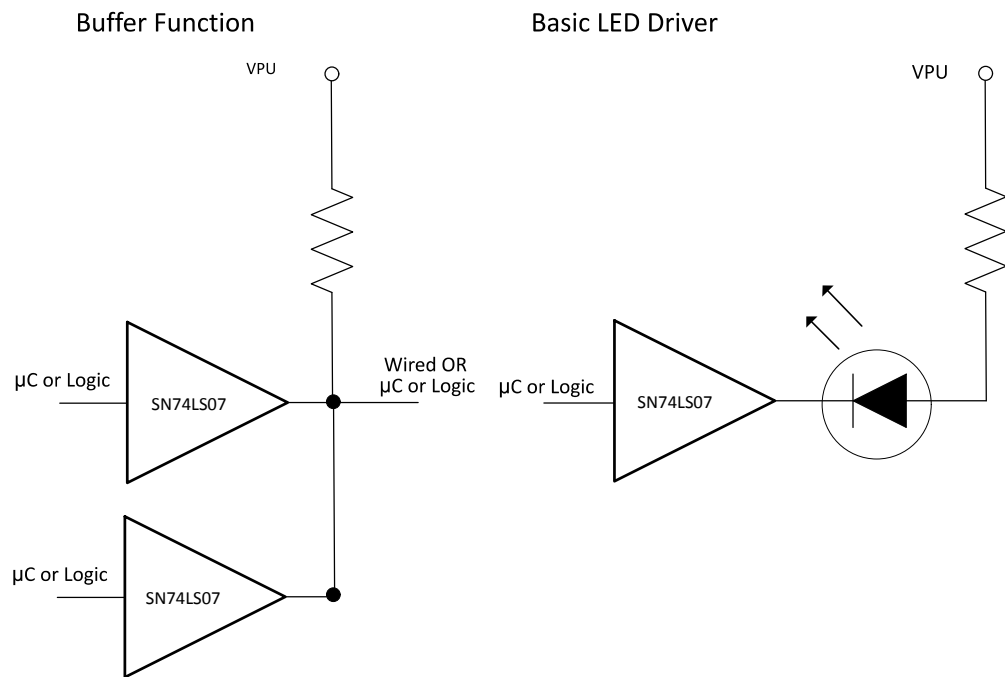 Buffer Function
VPU
µC or Logic
SN74LS07
Wired OR
µC or Logic
µC or Logic
SN74LS07
Basic LED Driver
VPU
µC or Logic
SN74LS07